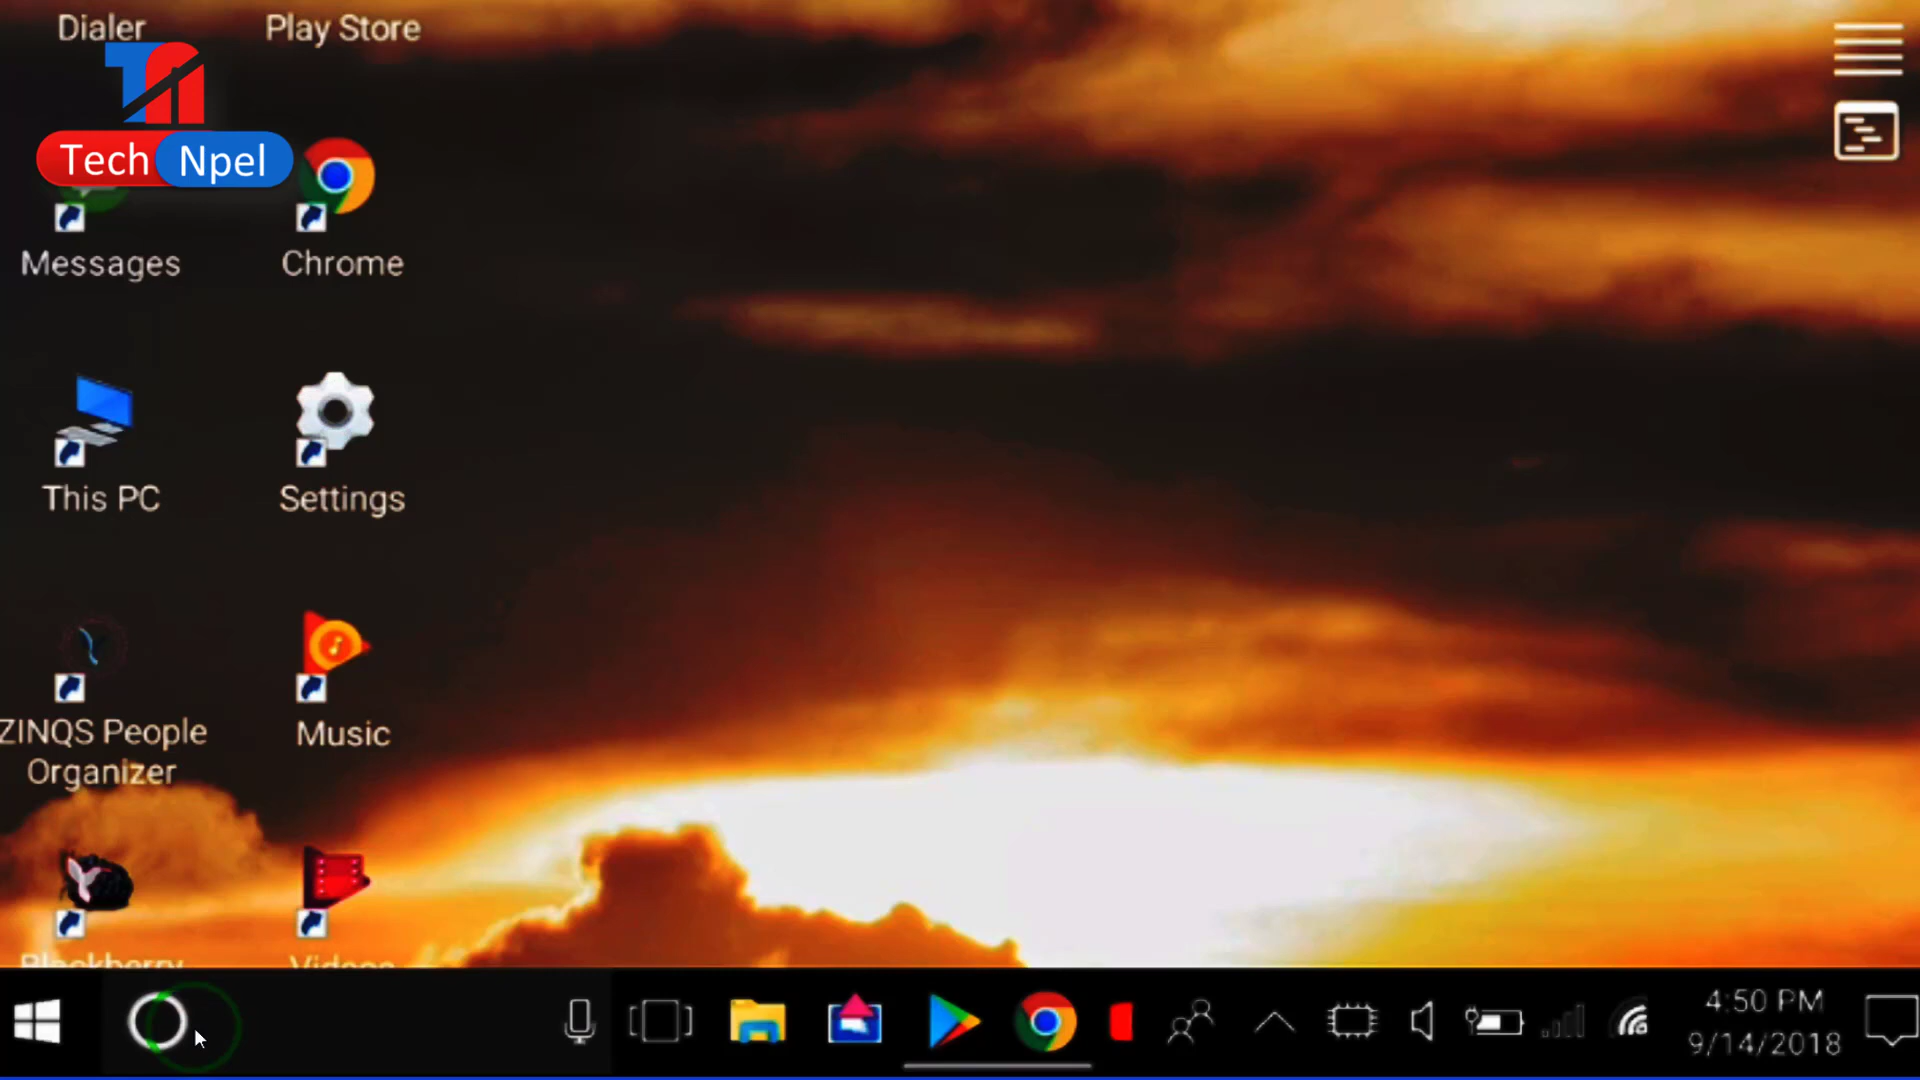 Dialer
Play Store
Tech Npel
Messages
Chrome
This PC
Settings
ZINQS People
Organizer
Music
Blackberry
Videos
4:50 PM
9/14/2018